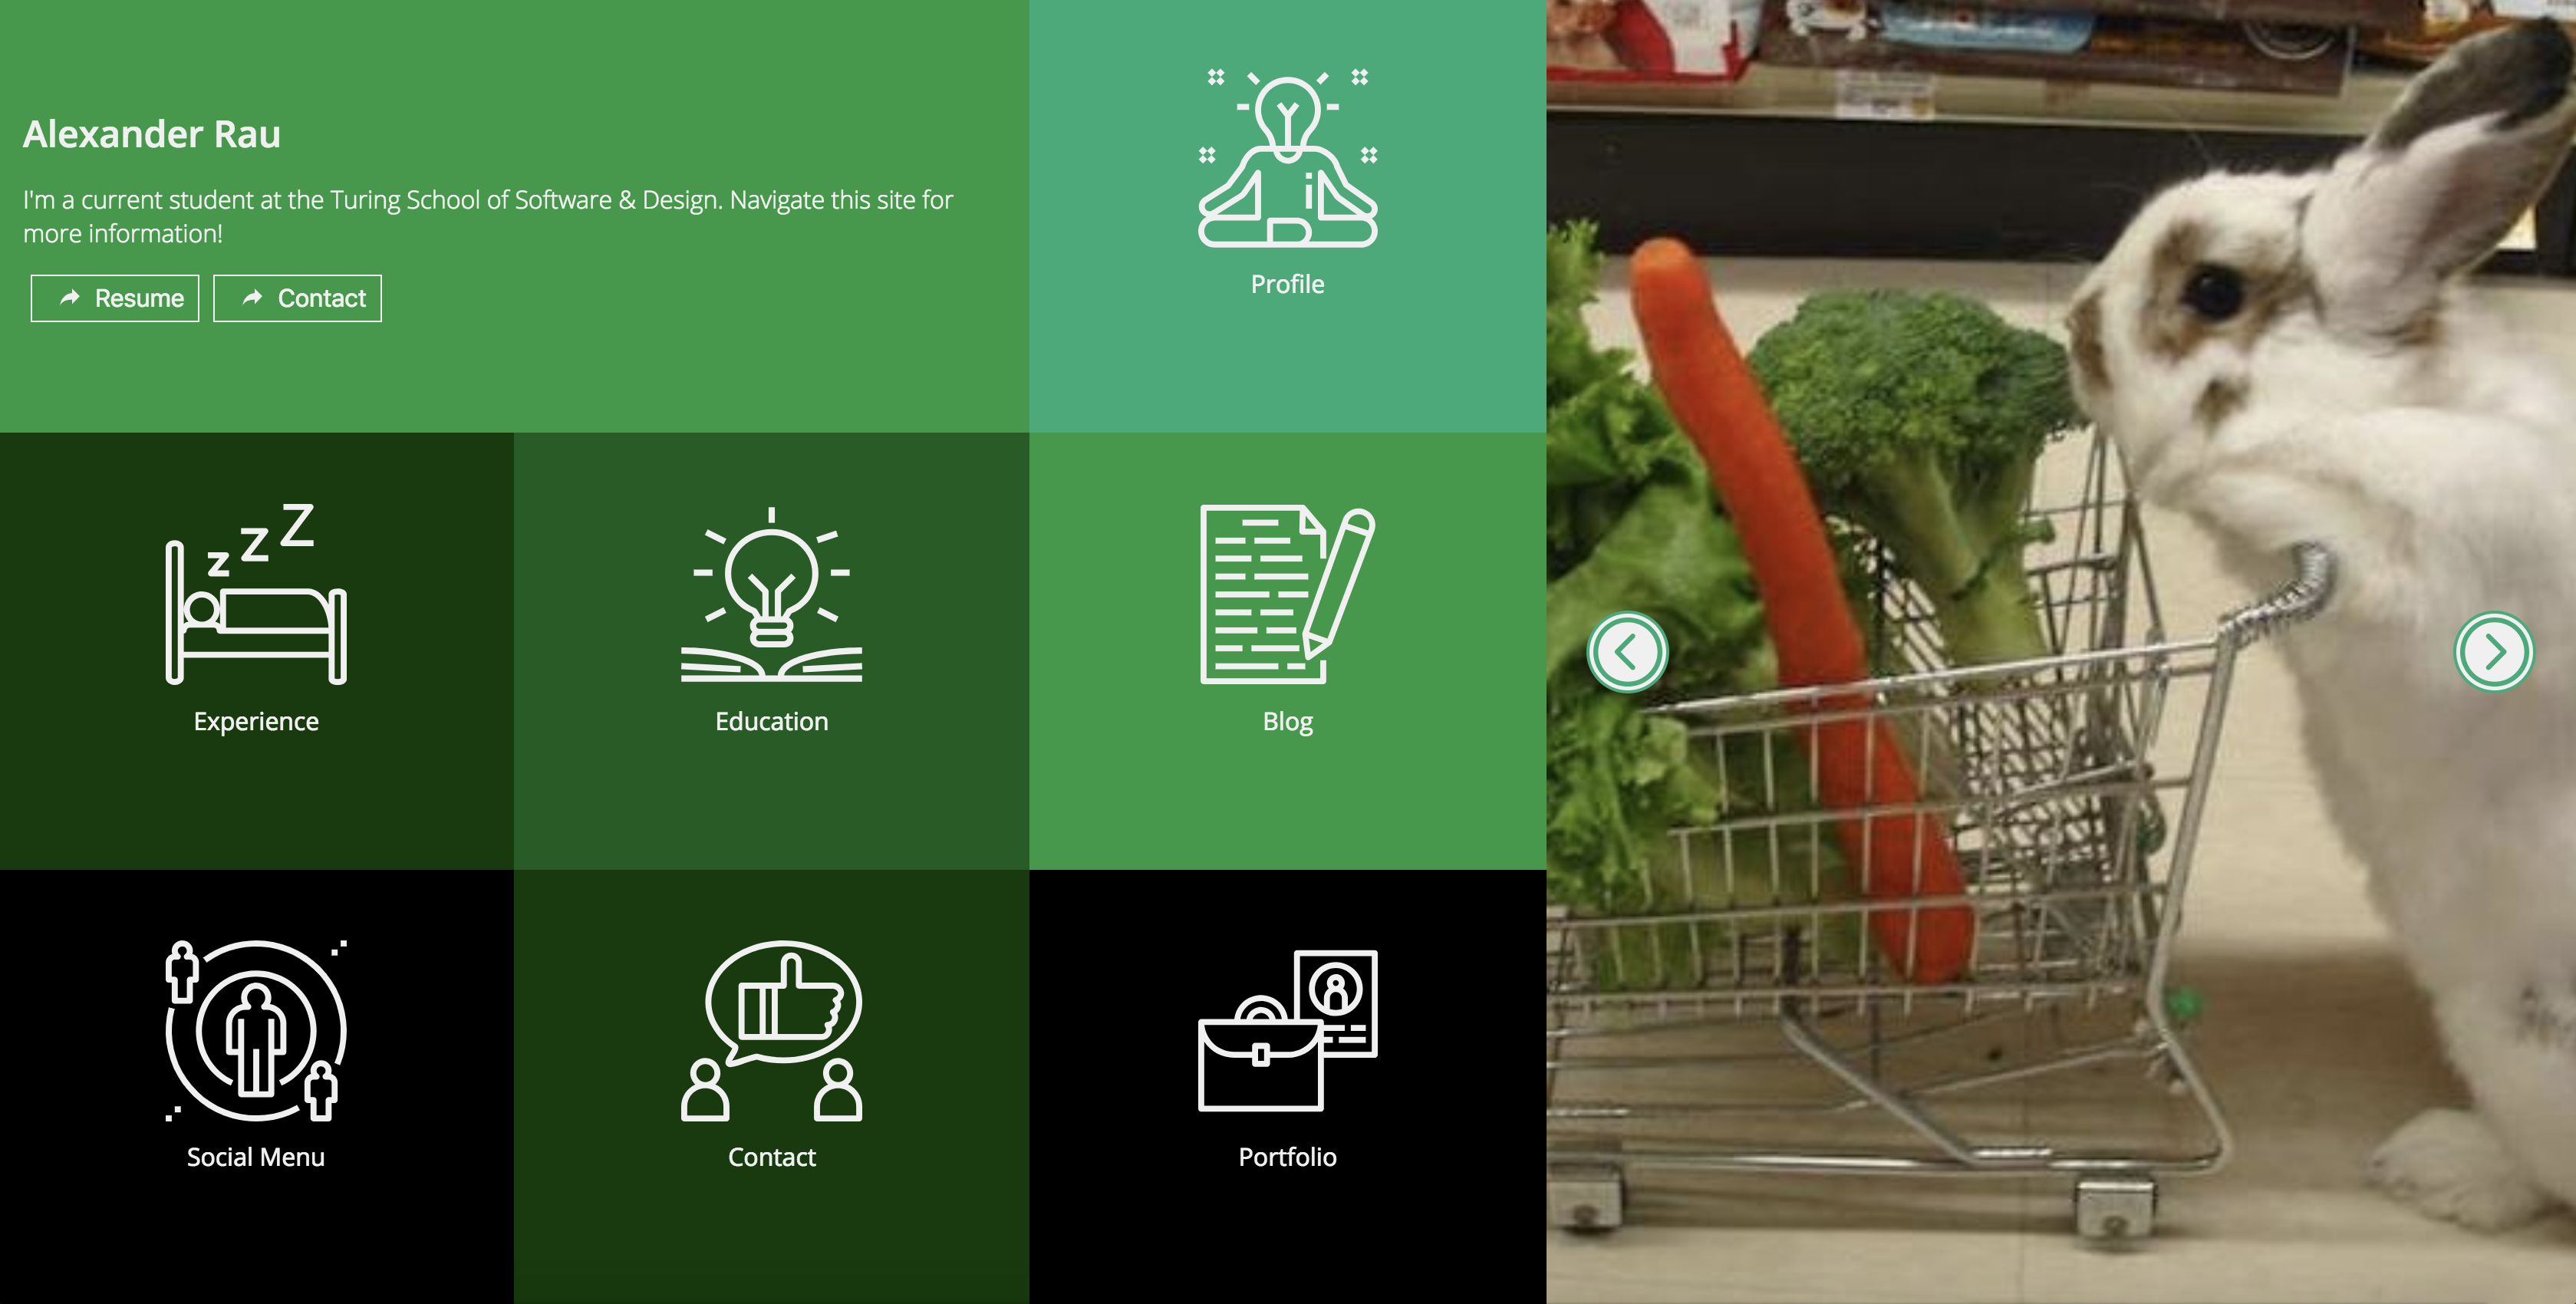 Alexander Rau
I'm a current student at the Turing School of Software & Design. Navigate this site for
more information!
Resume
Contact
Profile
z z Z
Experience
Education
Blog
Social Menu
Contact
Portfolio